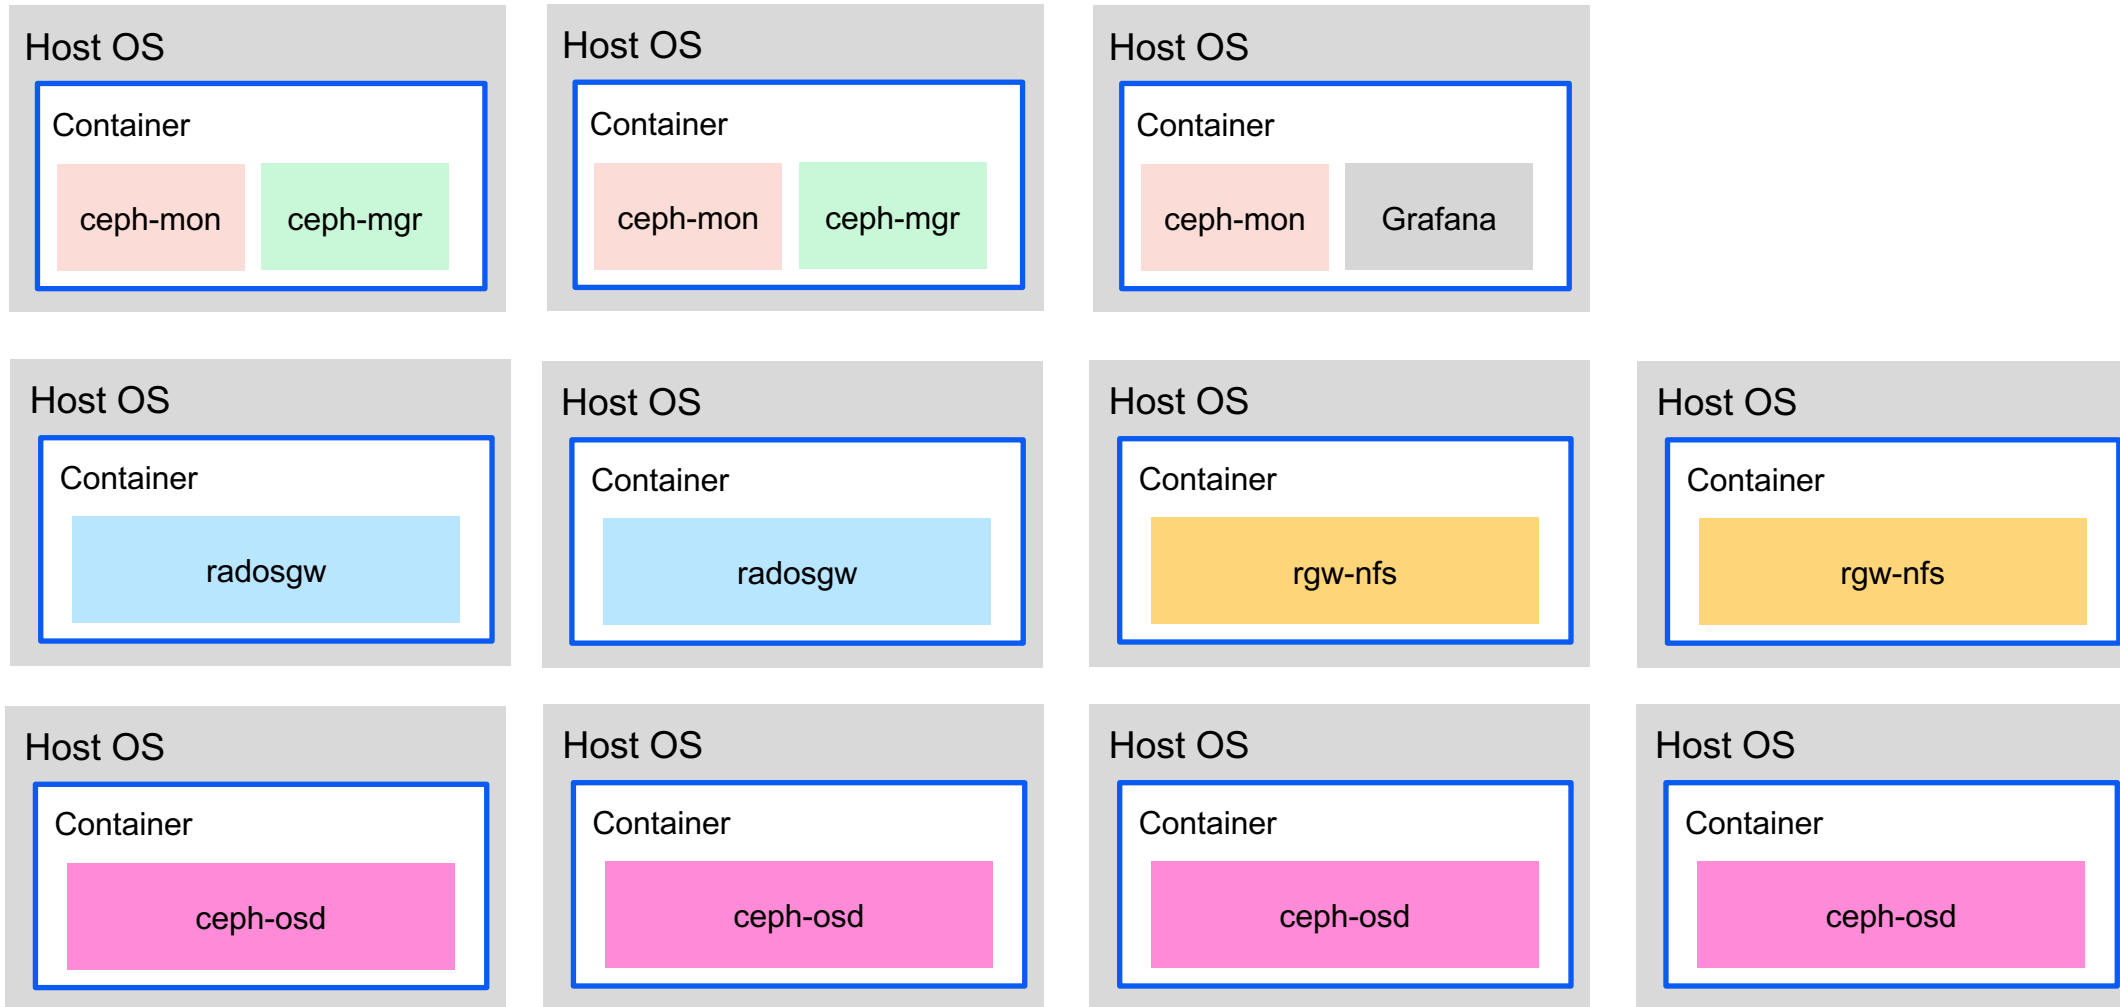 Host OS
Container
ceph-mon
ceph-mgr
Host OS
Container
ceph-mon
ceph-mgr
Host OS
Container
ceph-mon
Grafana
Host OS
Container
radosgw
Host OS
Container
radosgw
Host OS
Container
rgw-nfs
Host OS
Container
rgw-nfs
Host OS
Container
ceph-osd
Host OS
Container
ceph-osd
Host OS
Container
ceph-osd
Host OS
Container
ceph-osd